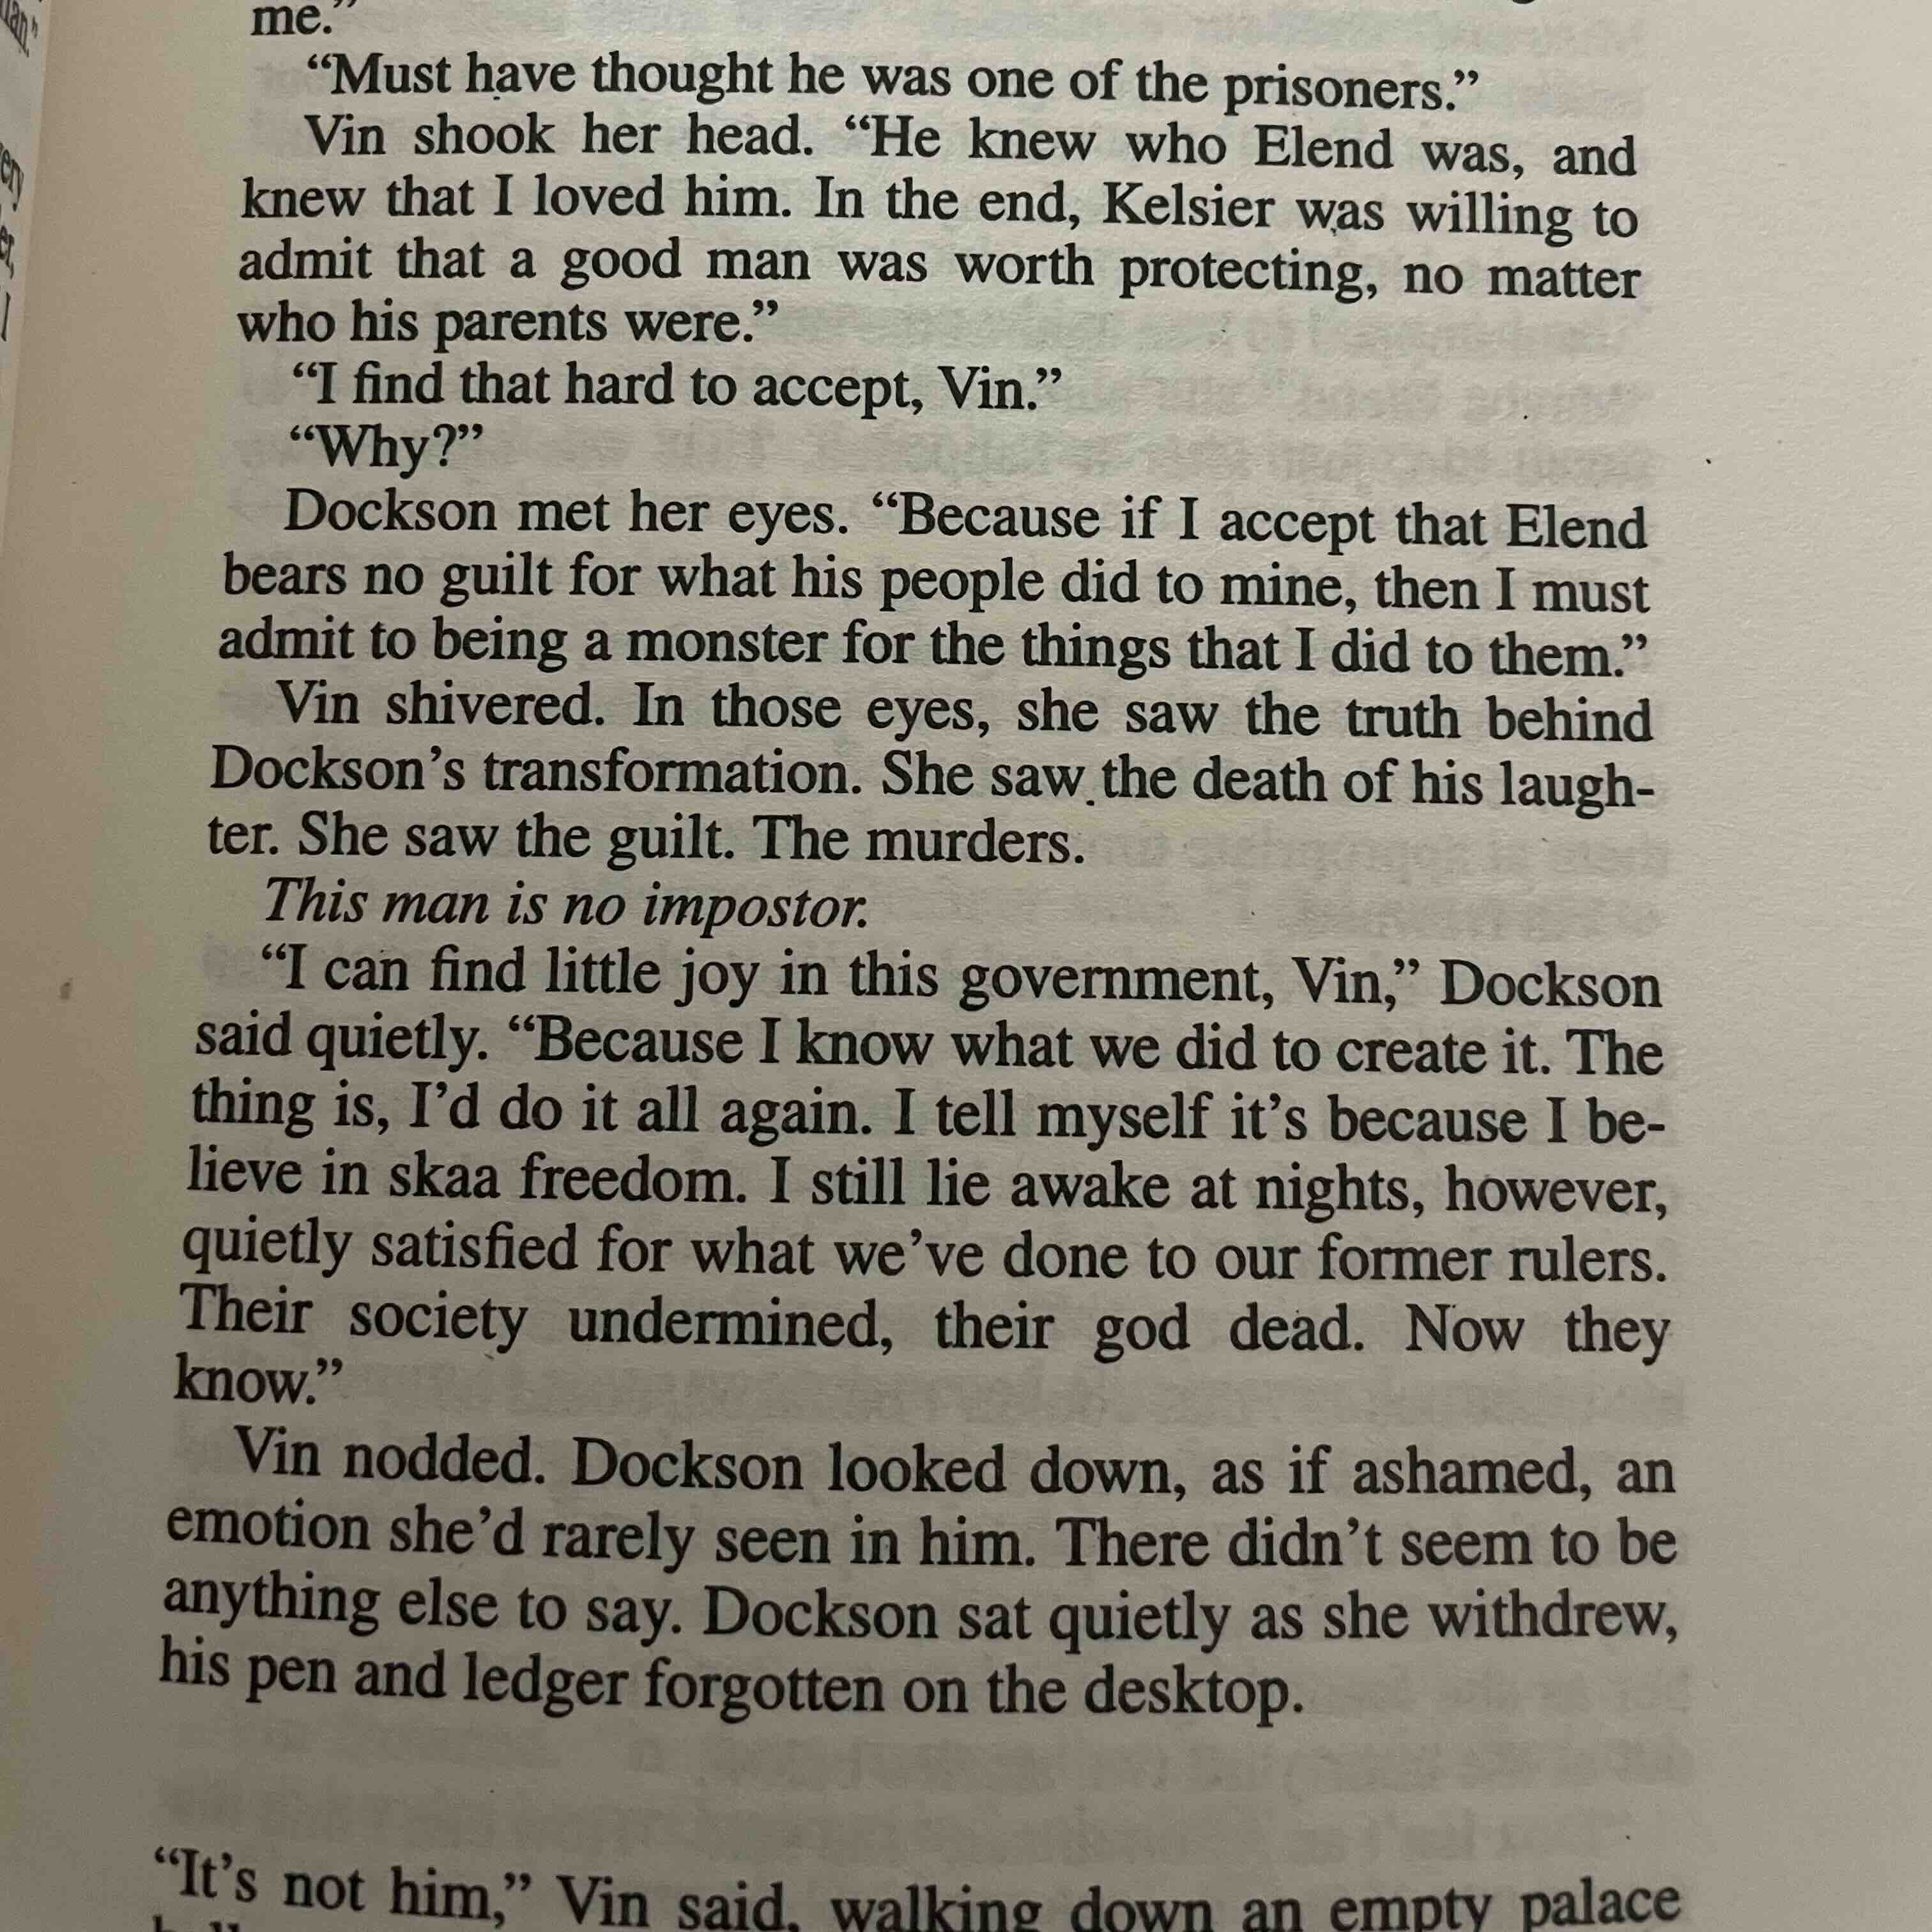 me.”
“Must have thought he was one of the prisoners.”
Vin shook her head. “He knew who Elend was, and
knew that I loved him. In the end, Kelsier was willing to
admit that a good man was worth protecting, no matter
who his parents were.”
“I find that hard to accept, Vin.”
“Why?”
Dockson met her eyes. “Because if I accept that Elend
bears no guilt for what his people did to mine, then I must
admit to being a monster for the things that I did to them.”
Vin shivered. In those eyes, she saw the truth behind
Dockson’s transformation. She saw the death of his laugh-
ter. She saw the guilt. The murders.
This man is no impostor.
“I can find little joy in this government, Vin,” Dockson
said quietly. “Because I know what we did to create it. The
thing is, I’d do it all again. I tell myself it’s because I be-
lieve in skaa freedom. I still lie awake at nights, however,
quietly satisfied for what we’ve done to our former rulers.
Their society undermined, their god dead. Now they
know.”
Vin nodded. Dockson looked down, as if ashamed, an
emotion she’d rarely seen in him. There didn’t seem to be
anything else to say. Dockson sat quietly as she withdrew,
his pen and ledger forgotten on the desktop.
“It’s not him,” Vin said, walking down an empty palace